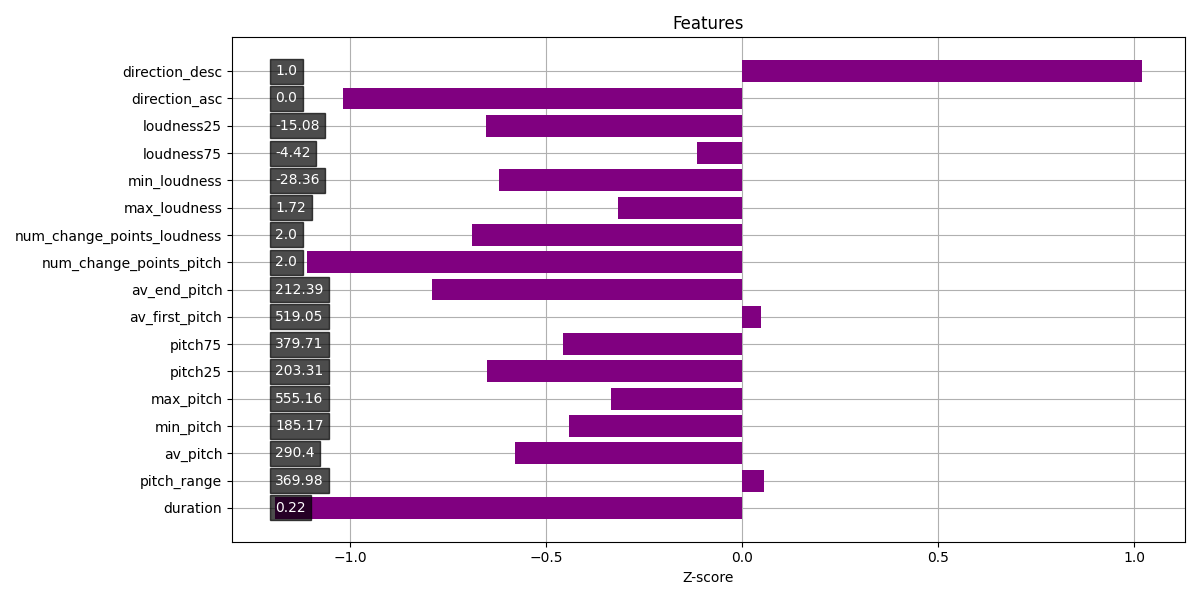 Features
direction_desc 1.0
direction_asc 0.0
loudness25 -15.08
loudness75 -4.42
min_loudness -28.36
max_loudness 1.72
num_change_points_loudness 2.0
num_change_points_pitch 2.0
av_end_pitch 212.39
av_first_pitch 519.05
pitch75 379.71
pitch25 203.31
max_pitch 555.16
min_pitch 185.17
av_pitch 290.4
pitch_range 369.98
duration 0.22
−1.0 −0.5 0.0 0.5 1.0
Z-score